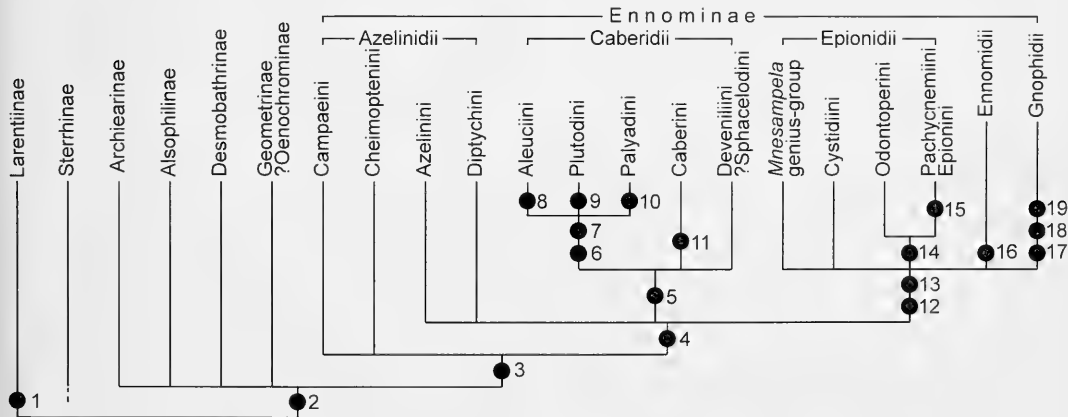 Ennominae
Azelinidii
Caberidii
Epionidii
Larentiinae
Sterrhinae
Archiearinae
Alsophilinae
Desmobathrinae
Geometrinae
?Oenochrominae
Campaeini
Cheimoptenini
Azelinini
Diptychini
Aleuciini
Plutodini
Palyadini
Caberini
Deveniliini
?Sphacelodini
Mnesampela
genius-group
Cystidiini
Odontoperini
Pachycnemiini
Epionini
Ennomidii
Gnophidii
8
9
10
15
19
7
18
11
6
14
16
17
13
5
12
4
3
1
2